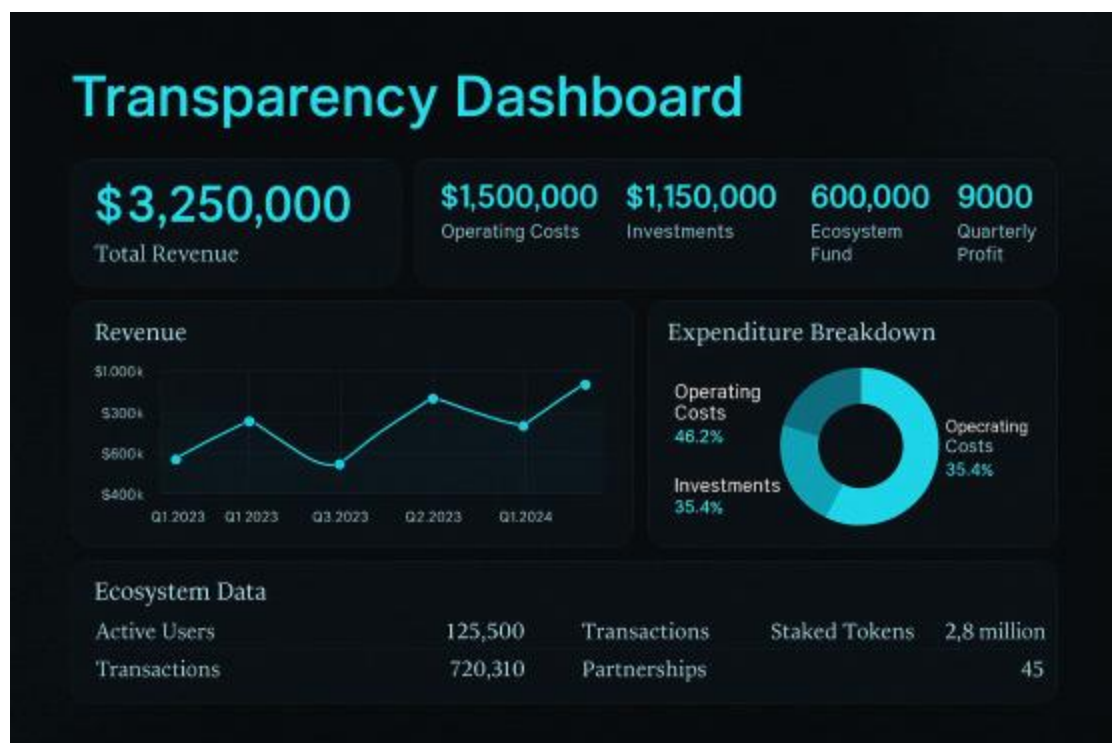 Transparency Dashboard
$3,250,000
Total Revenue
$1,500,000
Operating Costs
$1,150,000
Investments
600,000
Ecosystem
Fund
9000
Quarterly
Profit
Revenue
$1.000k
$300k
$600k
$400k
Q1.2023 Q1 2023 Q3.2023 Q2.2023 Q1.2024
Expenditure Breakdown
Operating
Costs
46.2%
Investments
35.4%
Opecrating
Costs
35.4%
Ecosystem Data
Active Users 125,500 Transactions Staked Tokens 2,8 million
Transactions 720,310 Partnerships 45